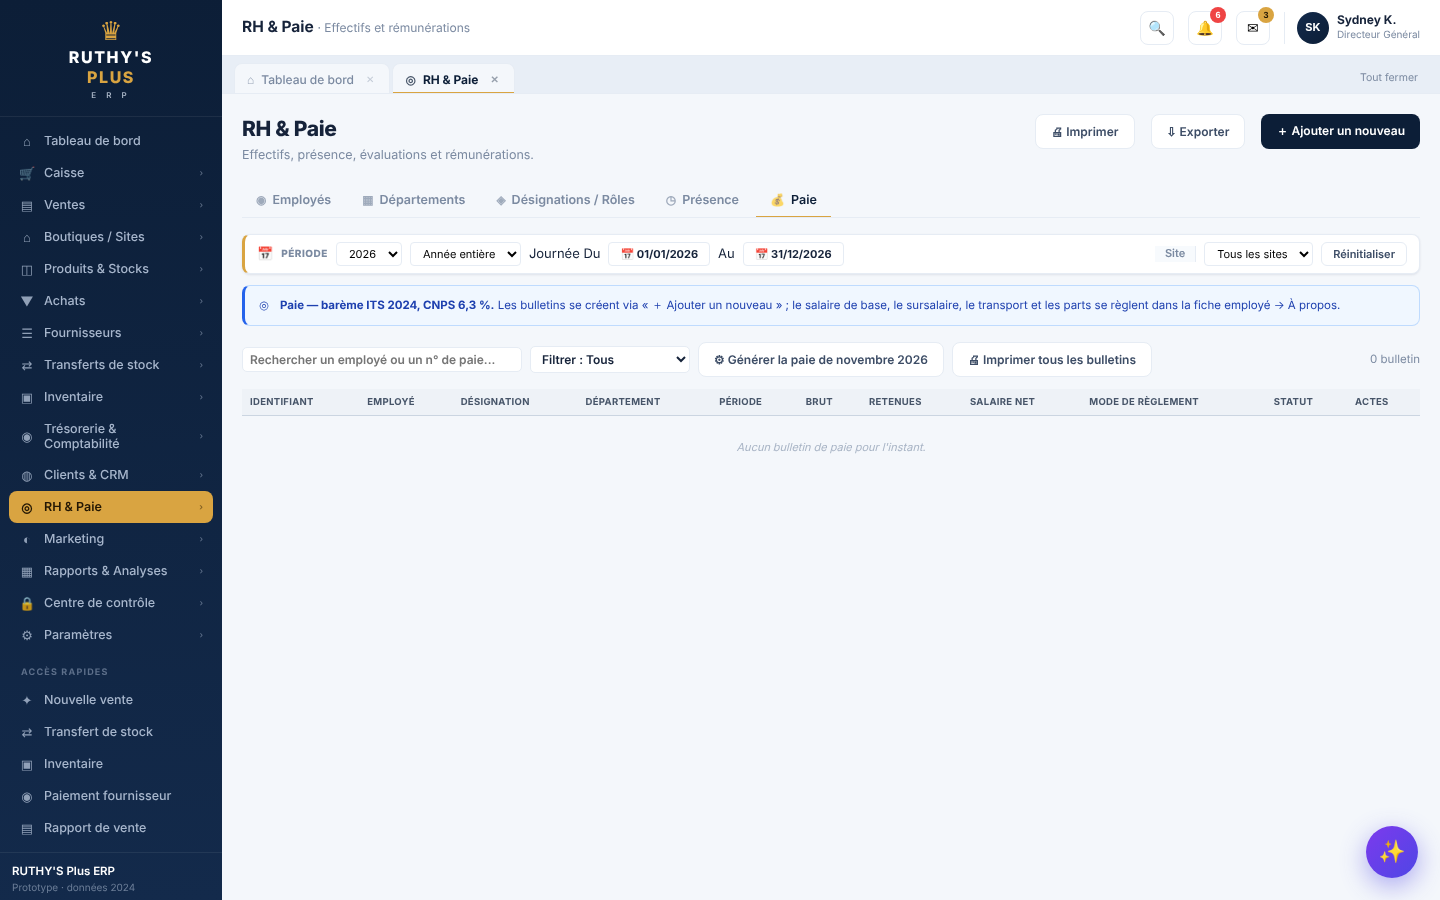 RUTHY'S
PLUS
E R P
Tableau de bord
Caisse
Ventes
Boutiques / Sites
Produits & Stocks
Achats
Fournisseurs
Transferts de stock
Inventaire
Trésorerie &
Comptabilité
Clients & CRM
RH & Paie
Marketing
Rapports & Analyses
Centre de contrôle
Paramètres
ACCÈS RAPIDES
Nouvelle vente
Transfert de stock
Inventaire
Paiement fournisseur
Rapport de vente
RUTHY'S Plus ERP
Prototype · données 2024
RH & Paie · Effectifs et rémunérations
6
3
SK
Sydney K.
Directeur Général
Tableau de bord ×
RH & Paie ×
Tout fermer
RH & Paie
Effectifs, présence, évaluations et rémunérations.
Imprimer
Exporter
+ Ajouter un nouveau
Employés
Départements
Désignations / Rôles
Présence
Paie
PÉRIODE 2026 Année entière Journée Du 01/01/2026 Au 31/12/2026 Site Tous les sites Réinitialiser
Paie — barème ITS 2024, CNPS 6,3 %. Les bulletins se créent via « + Ajouter un nouveau » ; le salaire de base, le sursalaire, le transport et les parts se règlent dans la fiche employé → À propos.
Rechercher un employé ou un n° de paie...
Filtrer : Tous
Générer la paie de novembre 2026
Imprimer tous les bulletins
0 bulletin
IDENTIFIANT EMPLOYÉ DÉSIGNATION DÉPARTEMENT PÉRIODE BRUT RETENUES SALAIRE NET MODE DE RÈGLEMENT STATUT ACTES
Aucun bulletin de paie pour l'instant.